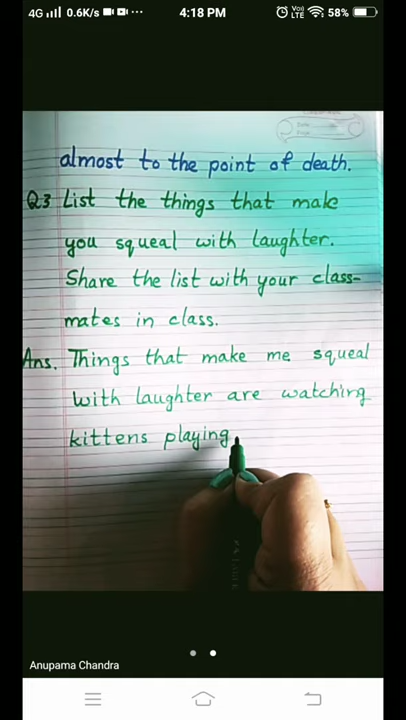 4G 0.6K/s ... 4:18 PM Vo) LTE 58%
almost to the point of death.
Q3 List the things that make
you squeal with laughter.
Share the list with your class-
mates in class.
Ans. Things that make me squeal
with laughter are watching
kittens playing
Anupama Chandra